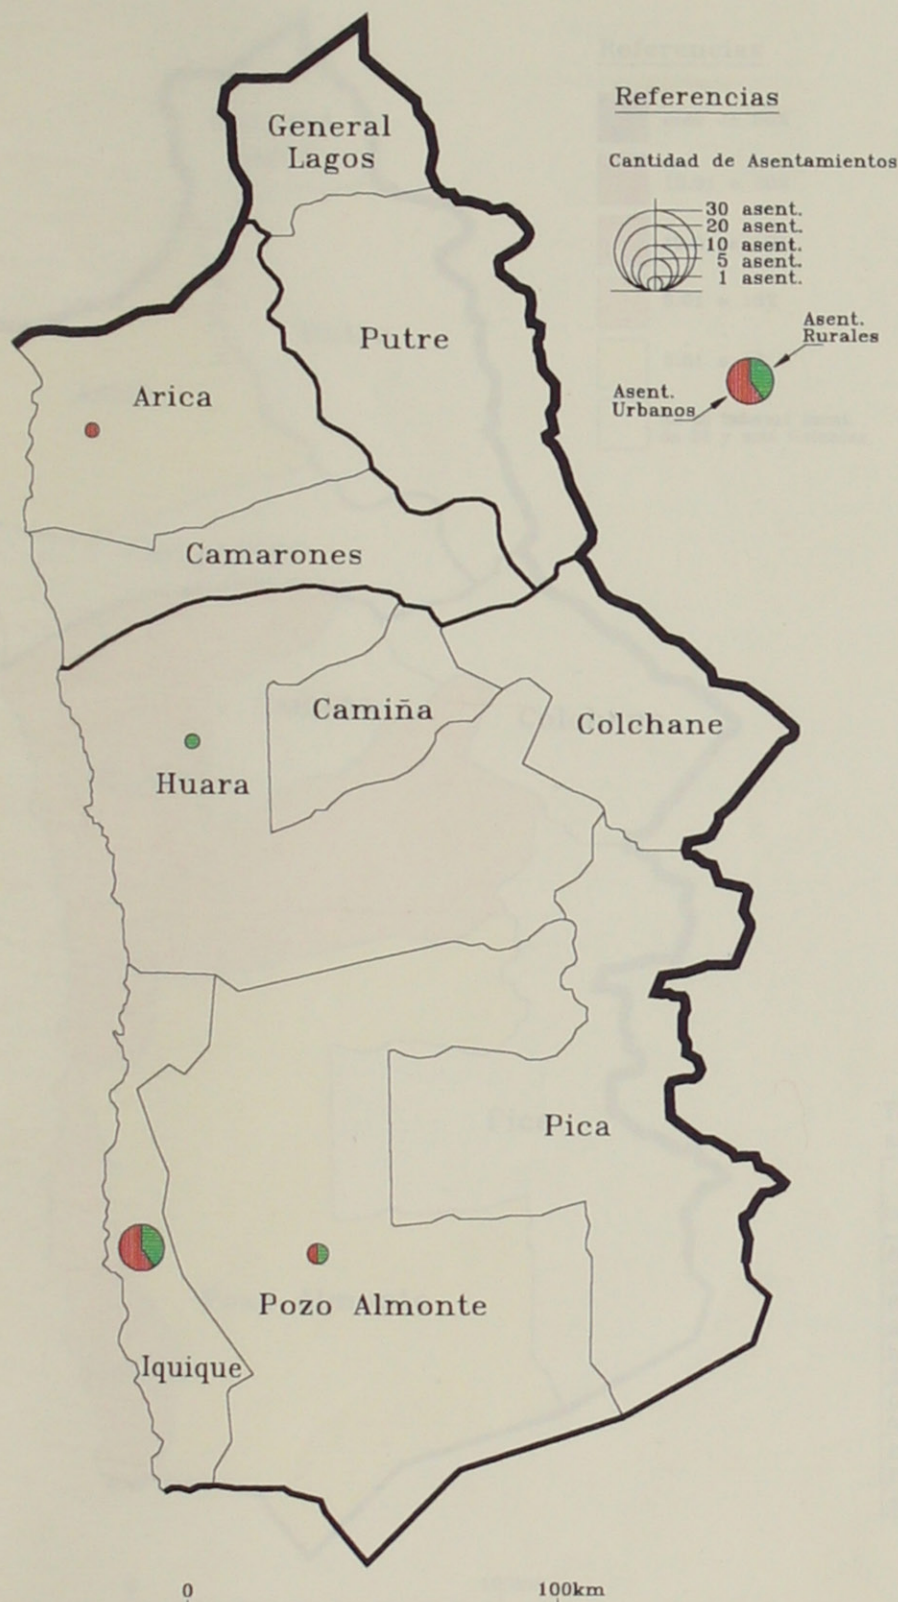 Referencias
Cantidad de Asentamientos
30 asent.
20 asent.
10 asent.
5 asent.
1 asent.
Asent.
Rurales
Asent.
Urbanos
General
Lagos
Putre
Arica
Camarones
Camiña
Colchane
Huara
Pica
Pozo Almonte
Iquique
0
100km